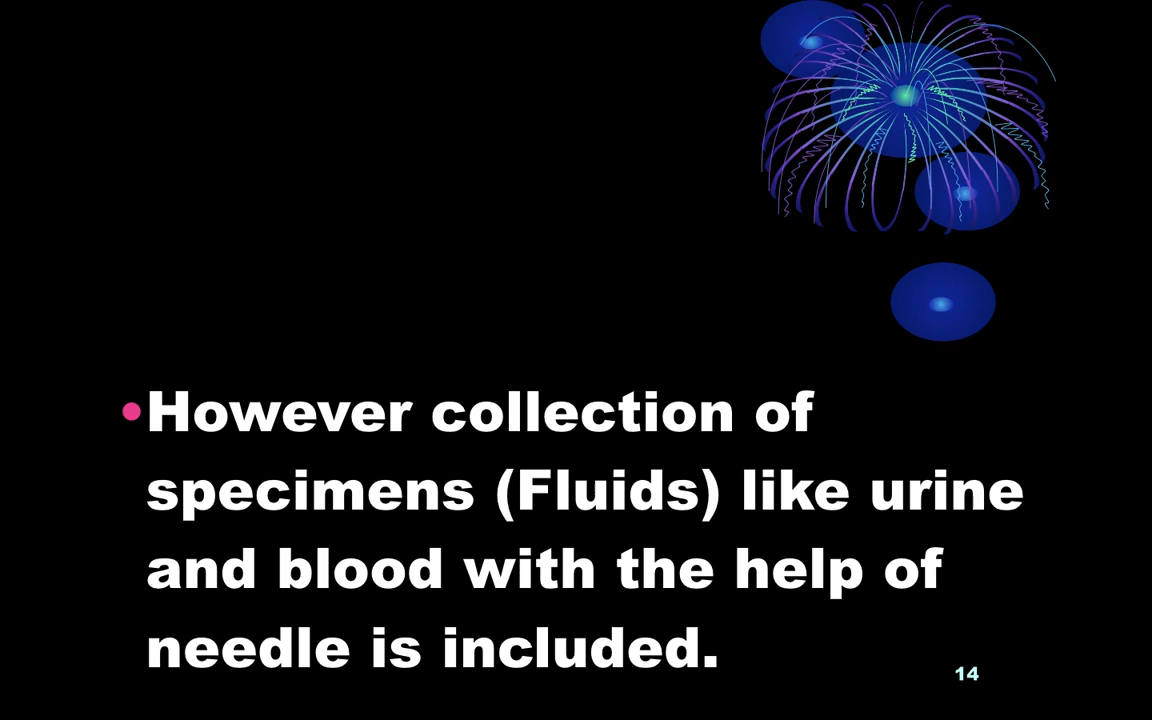 •However collection of
specimens (Fluids) like urine
and blood with the help of
needle is included.
14